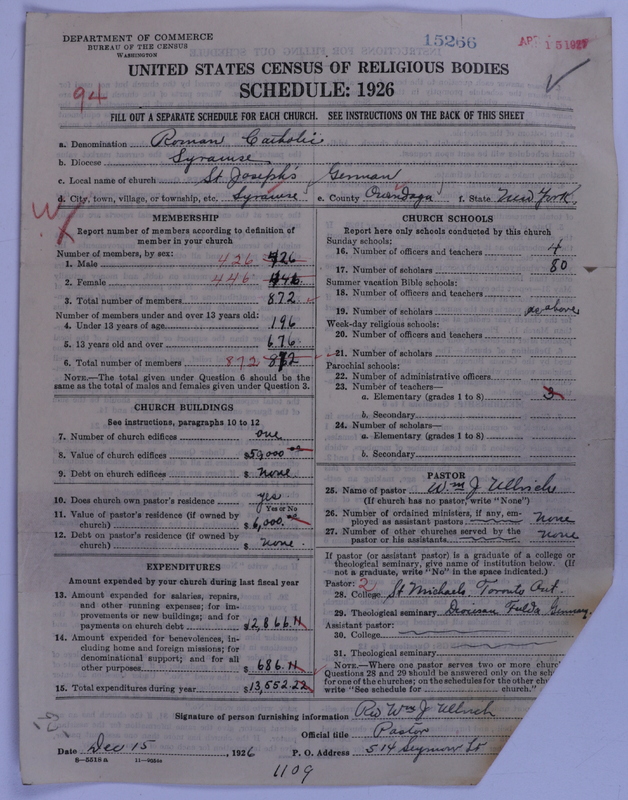 DEPARTMENT OF COMMERCE
BUREAU OF THE CENSUS
WASHINGTON
15266
APR 15 1927
UNITED STATES CENSUS OF RELIGIOUS BODIES
SCHEDULE: 1926
94
FILL OUT A SEPARATE SCHEDULE FOR EACH CHURCH. SEE INSTRUCTIONS ON THE BACK OF THIS SHEET
a. Denomination Roman Catholic
b. Diocese Syracuse
c. Local name of church St Joseph's German
d. City, town, village, or township, etc. Syracuse e. County Onondaga f. State New York
MEMBERSHIP
Report number of members according to definition of
member in your church
Number of members, by sex:
1. Male 426 426
2. Female 446 446
3. Total number of members 872
Number of members under and over 13 years old:
4. Under 13 years of age 196
5. 13 years old and over 676
6. Total number of members 872 872
NOTE.—The total given under Question 6 should be the
same as the total of males and females given under Question 3.
CHURCH BUILDINGS
See instructions, paragraphs 10 to 12
7. Number of church edifices one
8. Value of church edifices $50,000
9. Debt on church edifices $ none
10. Does church own pastor's residence yes
Yes or No
11. Value of pastor's residence (if owned by
church) $6,000.
12. Debt on pastor's residence (if owned by
church) $ none.
EXPENDITURES
Amount expended by your church during last fiscal year
13. Amount expended for salaries, repairs,
and other running expenses; for im-
provements or new buildings; and for
payments on church debt $12,866.11
14. Amount expended for benevolences, in-
cluding home and foreign missions; for
denominational support; and for all
other purposes $ 686.11
15. Total expenditures during year $13,552.22
CHURCH SCHOOLS
Report here only schools conducted by this church
Sunday schools:
16. Number of officers and teachers 4
17. Number of scholars 80
Summer vacation Bible schools:
18. Number of officers and teachers
19. Number of scholars as above
Week-day religious schools:
20. Number of officers and teachers
21. Number of scholars
Parochial schools:
22. Number of administrative officers
23. Number of teachers—
a. Elementary (grades 1 to 8) 3
b. Secondary
24. Number of scholars—
a. Elementary (grades 1 to 8)
b. Secondary
PASTOR
25. Name of pastor Wm J Ullrich
(If church has no pastor, write "None")
26. Number of ordained ministers, if any, em-
ployed as assistant pastors none
27. Number of other churches served by the
pastor or his assistants none
If pastor (or assistant pastor) is a graduate of a college or
theological seminary, give name of institution below. (If
not a graduate, write "No" in the space indicated.)
Pastor: 2
28. College St Michaels Toronto Ont.
29. Theological seminary Diocesan Fulda Germany
Assistant pastor:
30. College
31. Theological seminary
NOTE.—Where one pastor serves two or more
Questions 28 and 29 should be answered only on the
for one of the churches; on the schedules for the other
write "See schedule for church."
Signature of person furnishing information Rev Wm J Ullrich
Official title Pastor
Date Dec 15 1926 P. O. Address 514 Seymour St
8—5518 a
1109